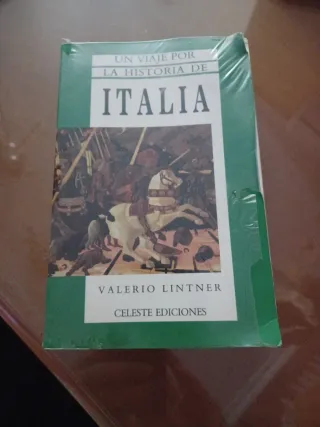 UN VIAJE POR
LA HISTORIA DE
ITALIA
VALERIO LINTNER
CELESTE EDICIONES